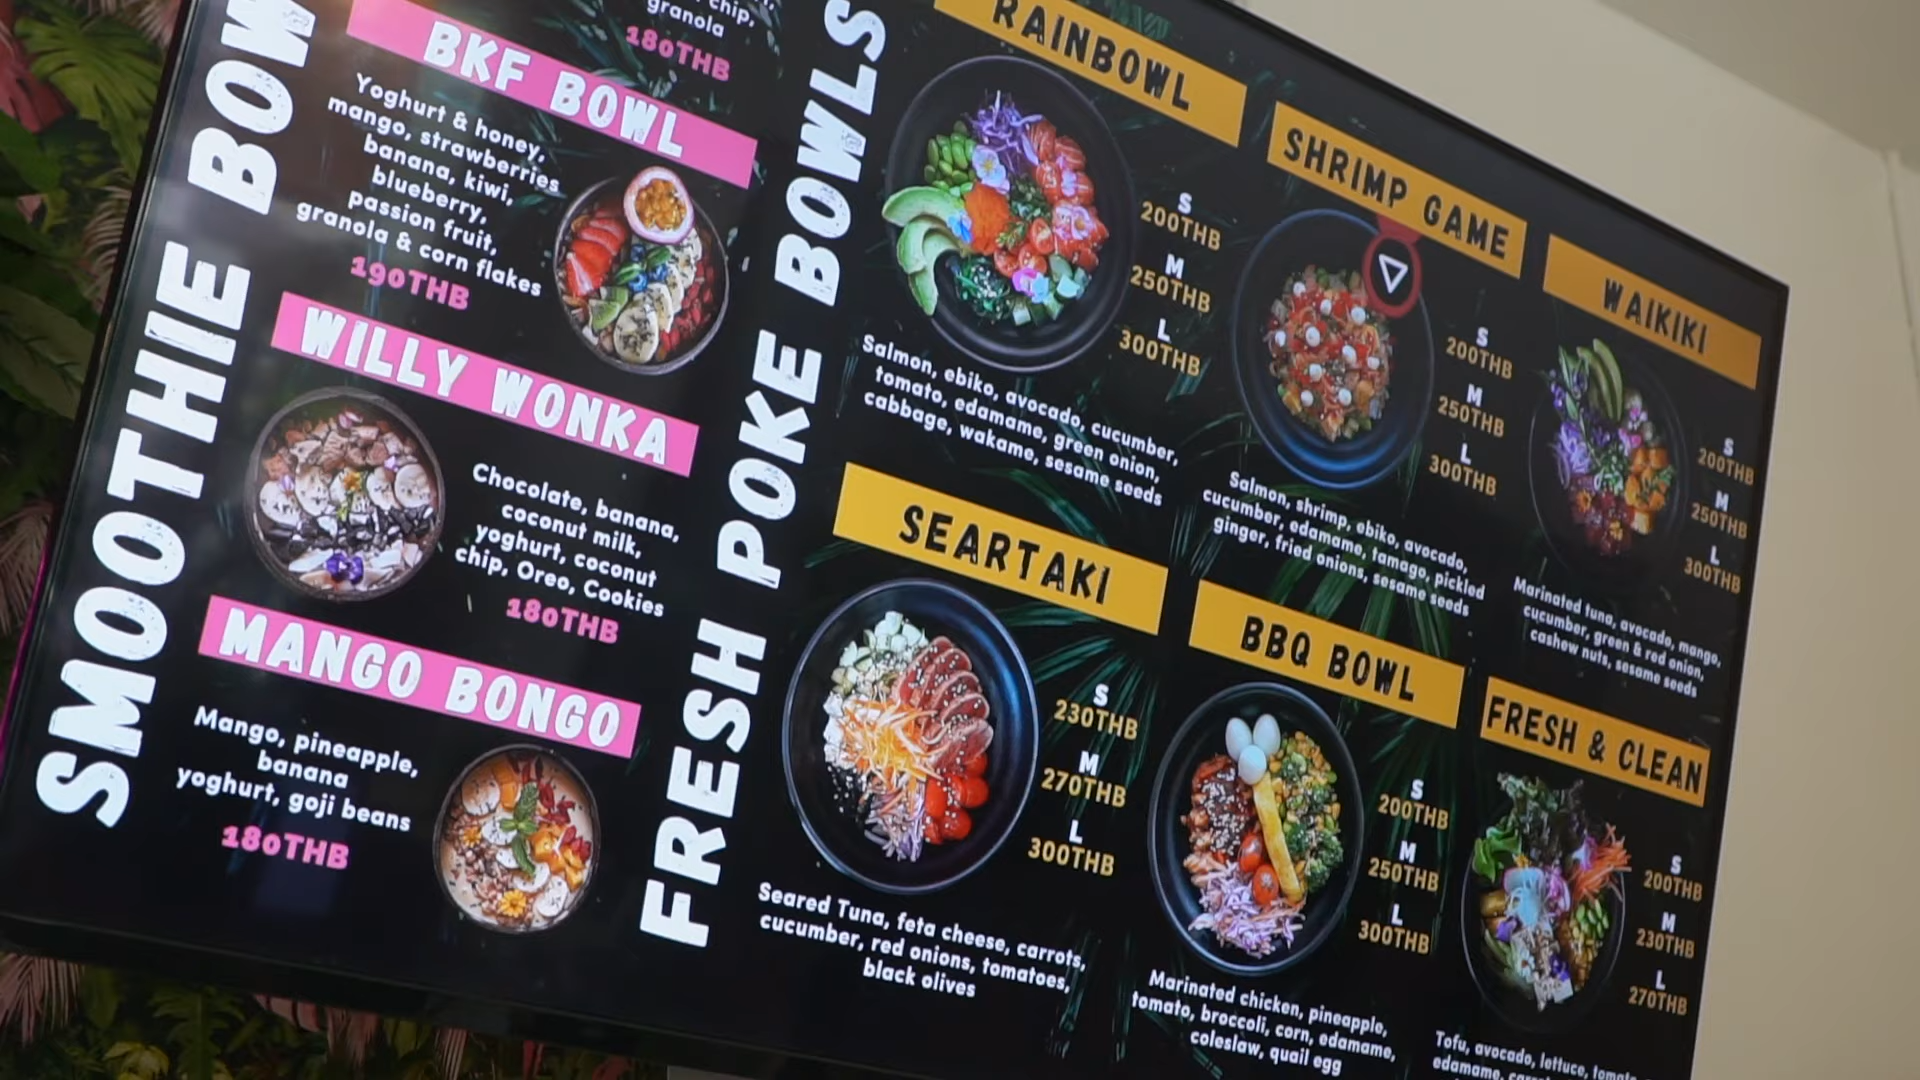 SMOOTHIE
chip,
granola
180THB
BKF BOWL
Yoghurt & honey,
mango, strawberries
banana, kiwi,
blueberry,
passion fruit,
granola & corn flakes
190THB
WILLY WONKA
Chocolate, banana,
coconut milk,
yoghurt, coconut
chip, Oreo, Cookies
180THB
MANGO BONGO
Mango, pineapple,
banana
yoghurt, goji beans
180THB
FRESH POKE BOWLS
RAINBOWL
S
200THB
M
250THB
L
300THB
Salmon, ebiko, avocado, cucumber,
tomato, edamame, green onion,
cabbage, wakame, sesame seeds
SHRIMP GAME
S
200THB
M
250THB
L
300THB
Salmon, shrimp, ebiko, avocado,
cucumber, edamame, tamago, pickled
ginger, fried onions, sesame seeds
WAIKIKI
S
200THB
M
250THB
L
300THB
Marinated tuna, avocado, mango,
cucumber, green & red onion,
cashew nuts, sesame seeds
SEARTAKI
S
230THB
M
270THB
L
300THB
Seared Tuna, feta cheese, carrots,
cucumber, red onions, tomatoes,
black olives
BBQ BOWL
S
200THB
M
250THB
L
300THB
Marinated chicken, pineapple,
tomato, broccoli, corn, edamame,
coleslaw, quail egg
FRESH & CLEAN
S
200THB
M
230THB
L
270THB
Tofu, avocado, lettuce,
edamame,